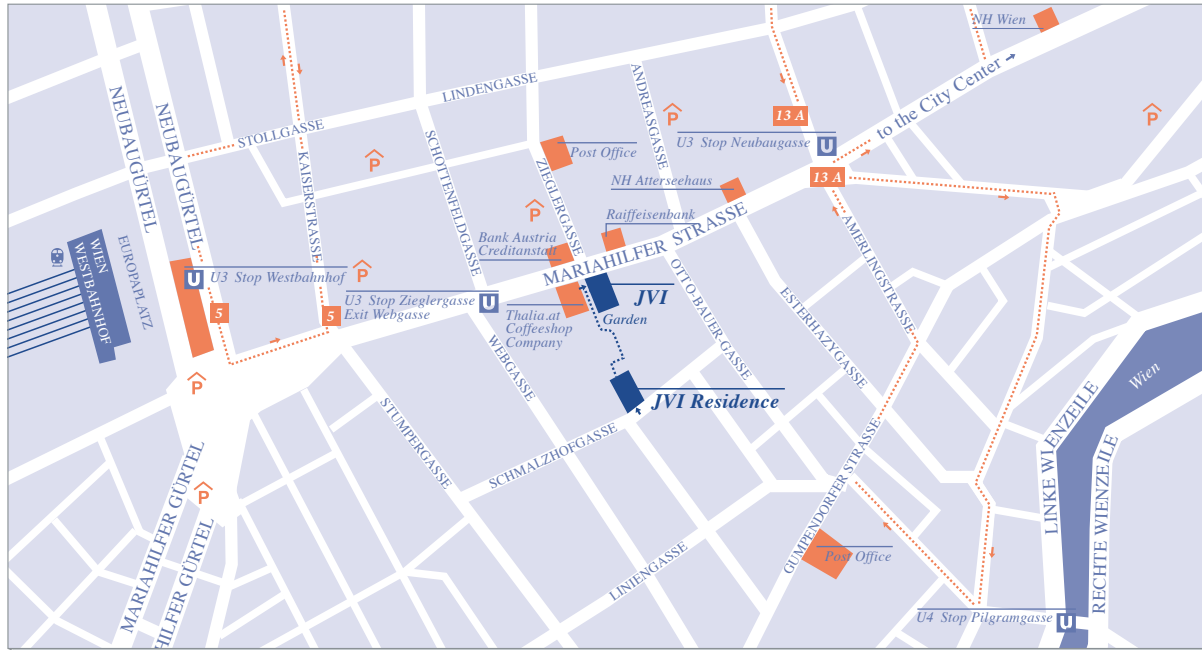 NH Wien
to the City Center
LINDENGASSE
ANDREASGASSE
NEUBAUGÜRTEL
NEUBAUGÜRTEL
STOLLGASSE
KAISERSTRASSE
SCHOTTENFELDGASSE
ZIEGLERGASSE
P
P
P
P
P
P
P
13 A
U3 Stop Neubaugasse
U
Post Office
NH Atterseehaus
13 A
Raiffeisenbank
Bank Austria
Creditanstalt
MARIAHILFER STRASSE
AMERLINGSTRASSE
WIEN
WESTBAHNHOF
EUROPAPLATZ
U
U3 Stop Westbahnhof
5
5
U3 Stop Zieglergasse
Exit Webgasse
U
Thalia.at
Coffeeshop
Company
JVI
Garden
OTTO-BAUER-GASSE
ESTERHAZYGASSE
WEBGASSE
JVI Residence
STUMPERGASSE
SCHMALZHOFGASSE
GUMPENDORFER STRASSE
Wien
LINKE WIENZEILE
RECHTE WIENZEILE
MARIAHILFER GÜRTEL
HILFER GÜRTEL
LINIENGASSE
Post Office
U4 Stop Pilgramgasse
U